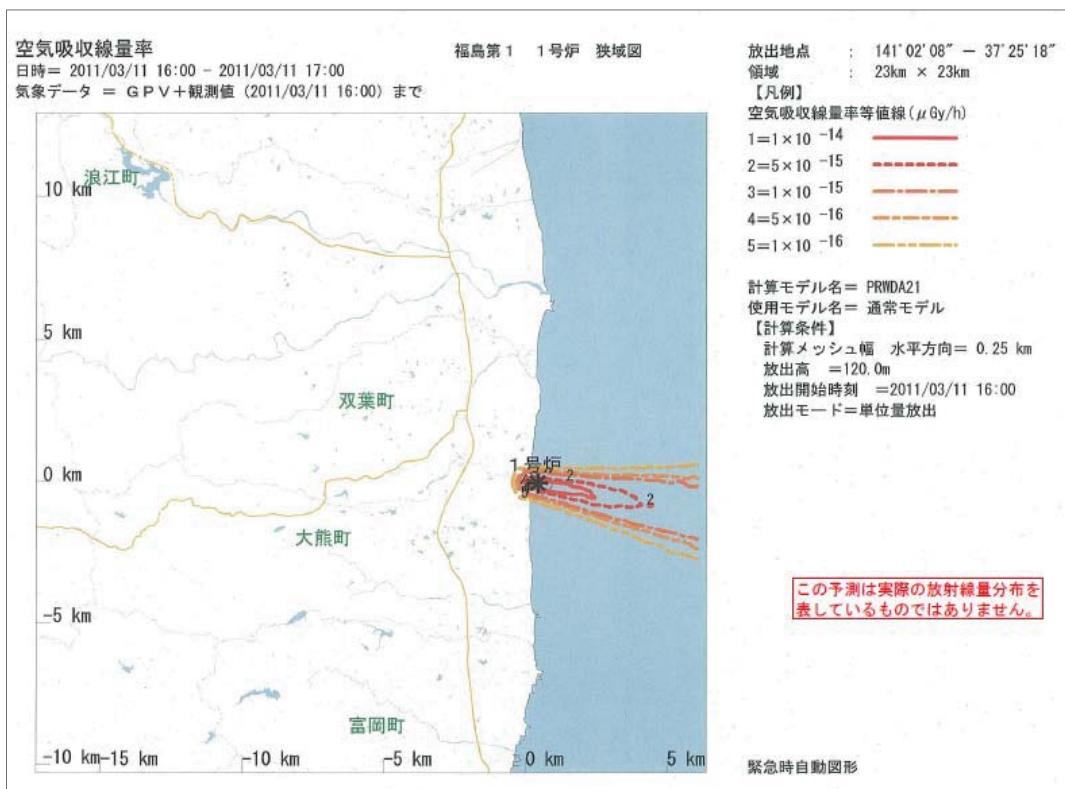 空気吸収線量率
日時= 2011/03/11 16:00 - 2011/03/11 17:00
気象データ = GPV+観測値 (2011/03/11 16:00) まで
福島第1 1号炉 狭域図
放出地点 : 141ﾟ02'08" - 37ﾟ25'18"
領域 : 23km × 23km
【凡例】
空気吸収線量率等値線(μGy/h)
1=1×10 -14
2=5×10 -15
3=1×10 -15
4=5×10 -16
5=1×10 -16
計算モデル名= PRWDA21
使用モデル名= 通常モデル
【計算条件】
計算メッシュ幅 水平方向= 0.25 km
放出高 =120.0m
放出開始時刻 =2011/03/11 16:00
放出モード=単位量放出
浪江町
10 km
5 km
双葉町
0 km
1号炉
2
2
大熊町
-5 km
富岡町
-10 km
-15 km
-10 km
-5 km
0 km
5 km
この予測は実際の放射線量分布を
表しているものではありません。
緊急時自動図形